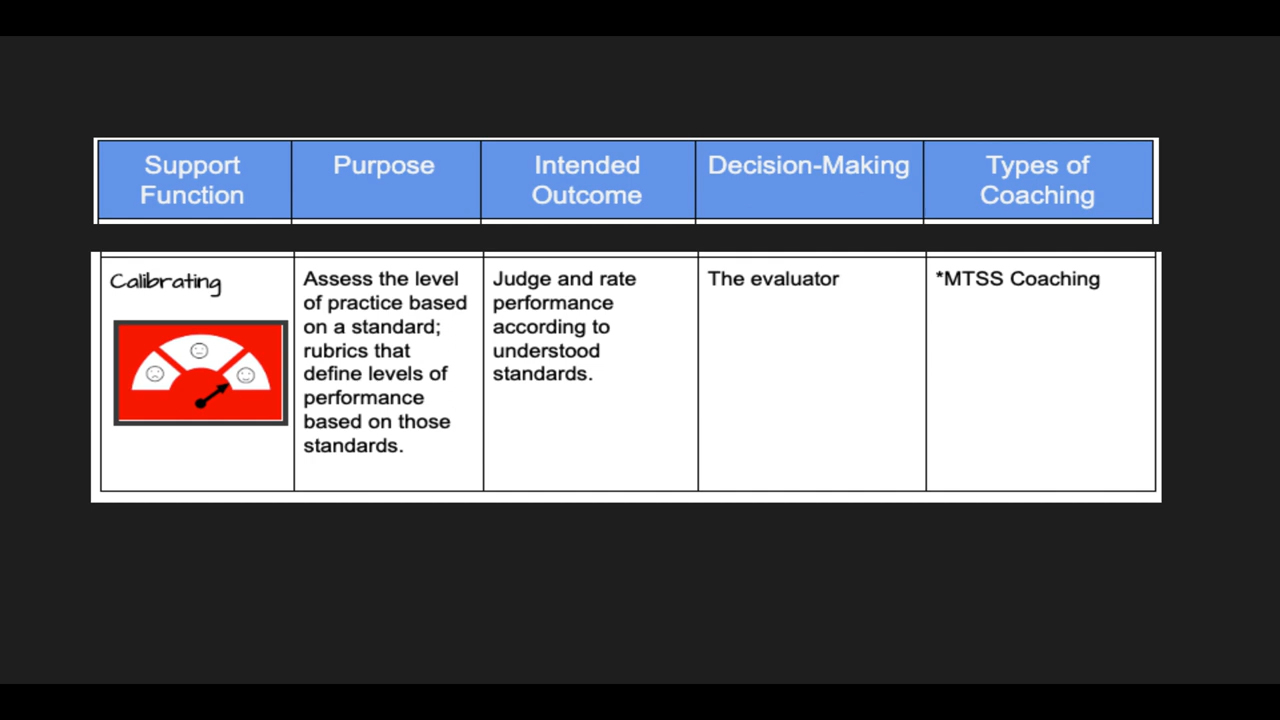 Support
Function
Purpose
Intended
Outcome
Decision-Making
Types of
Coaching
Calibrating
Assess the level
of practice based
on a standard;
rubrics that
define levels of
performance
based on those
standards.
Judge and rate
performance
according to
understood
standards.
The evaluator
*MTSS Coaching